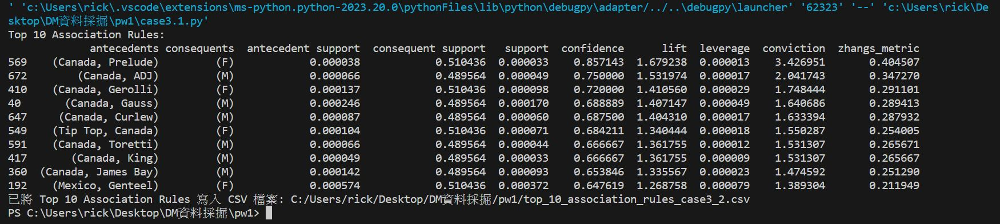 ' 'c:\Users\rick\.vscode\extensions\ms-python.python-2023.20.0\pythonFiles\lib\python\debugpy\adapter/../..\debugpy\launcher' '62323' '--' 'c:\Users\rick\De
sktop\DM資料採掘\pw1\case3.1.py'
Top 10 Association Rules:
antecedents consequents antecedent support consequent support support confidence lift leverage conviction zhangs_metric
569 (Canada, Prelude) (F) 0.000038 0.510436 0.000033 0.857143 1.679238 0.000013 3.426951 0.404507
672 (Canada, ADJ) (M) 0.000066 0.489564 0.000049 0.750000 1.531974 0.000017 2.041743 0.347270
410 (Canada, Gerolli) (F) 0.000137 0.510436 0.000098 0.720000 1.410560 0.000029 1.748444 0.291101
40 (Canada, Gauss) (M) 0.000246 0.489564 0.000170 0.688889 1.407147 0.000049 1.640686 0.289413
647 (Canada, Curlew) (M) 0.000087 0.489564 0.000060 0.687500 1.404310 0.000017 1.633394 0.287932
549 (Tip Top, Canada) (F) 0.000104 0.510436 0.000071 0.684211 1.340444 0.000018 1.550287 0.254005
591 (Canada, Toretti) (M) 0.000066 0.489564 0.000044 0.666667 1.361755 0.000012 1.531307 0.265671
417 (Canada, King) (M) 0.000049 0.489564 0.000033 0.666667 1.361755 0.000009 1.531307 0.265667
360 (Canada, James Bay) (M) 0.000142 0.489564 0.000093 0.653846 1.335567 0.000023 1.474592 0.251290
192 (Mexico, Genteel) (F) 0.000574 0.510436 0.000372 0.647619 1.268758 0.000079 1.389304 0.211949
已將 Top 10 Association Rules 寫入 CSV 檔案: C:/Users/rick/Desktop/DM資料採掘/pw1/top_10_association_rules_case3_2.csv
PS C:\Users\rick\Desktop\DM資料採掘\pw1>